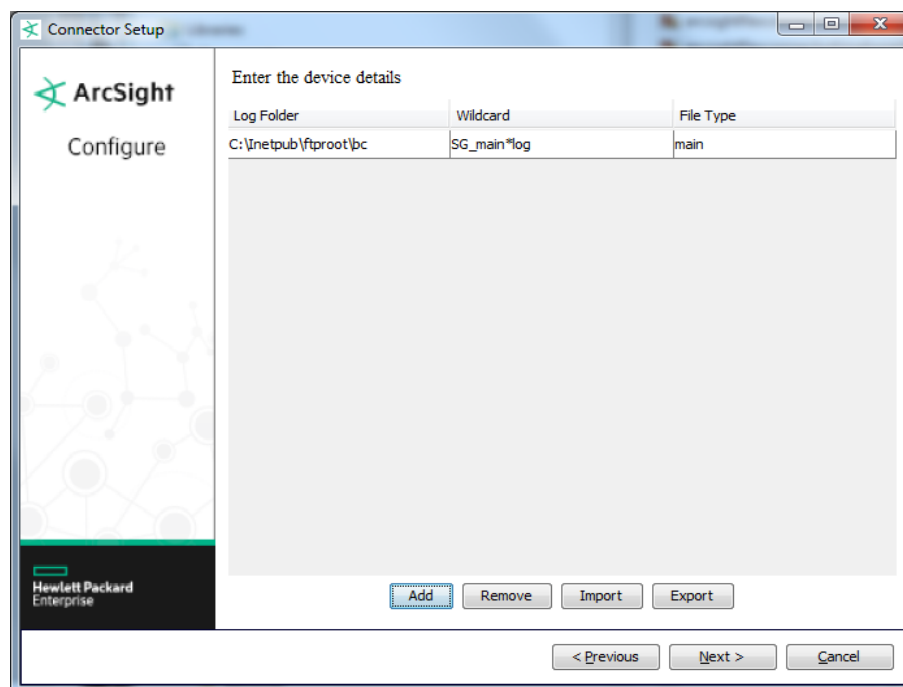 Connector Setup
ArcSight
Configure
Enter the device details
Log Folder Wildcard File Type
C:\Inetpub\ftproot\bc SG_main*log main
Hewlett Packard
Enterprise
Add Remove Import Export
< Previous Next > Cancel